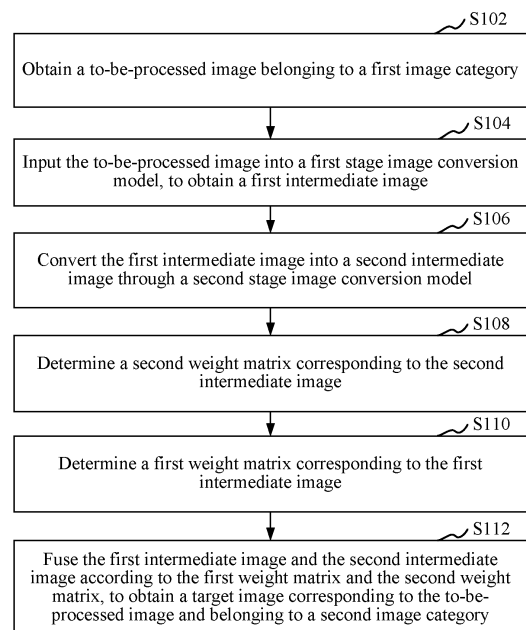 S102
Obtain a to-be-processed image belonging to a first image category
S104
Input the to-be-processed image into a first stage image conversion
model, to obtain a first intermediate image
S106
Convert the first intermediate image into a second intermediate
image through a second stage image conversion model
S108
Determine a second weight matrix corresponding to the second
intermediate image
S110
Determine a first weight matrix corresponding to the first
intermediate image
S112
Fuse the first intermediate image and the second intermediate
image according to the first weight matrix and the second weight
matrix, to obtain a target image corresponding to the to-be-
processed image and belonging to a second image category